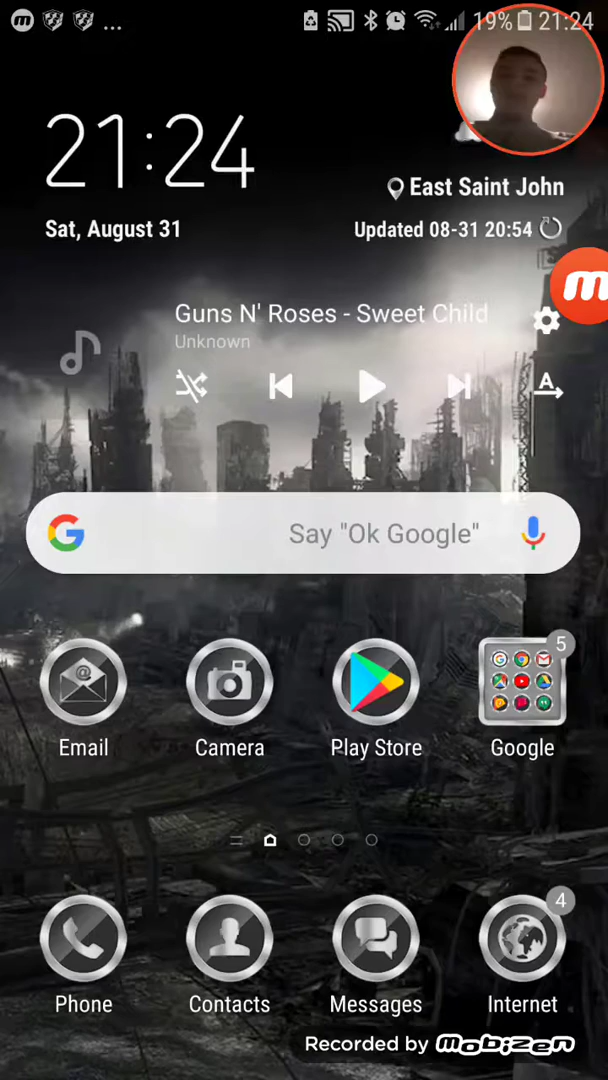 ... 19% 21:24
21:24
East Saint John
Sat, August 31
Updated 08-31 20:54
Guns N' Roses - Sweet Child
Unknown
A
Say "Ok Google"
5
Email Camera Play Store Google
4
Phone Contacts Messages Internet
Recorded by mobizen